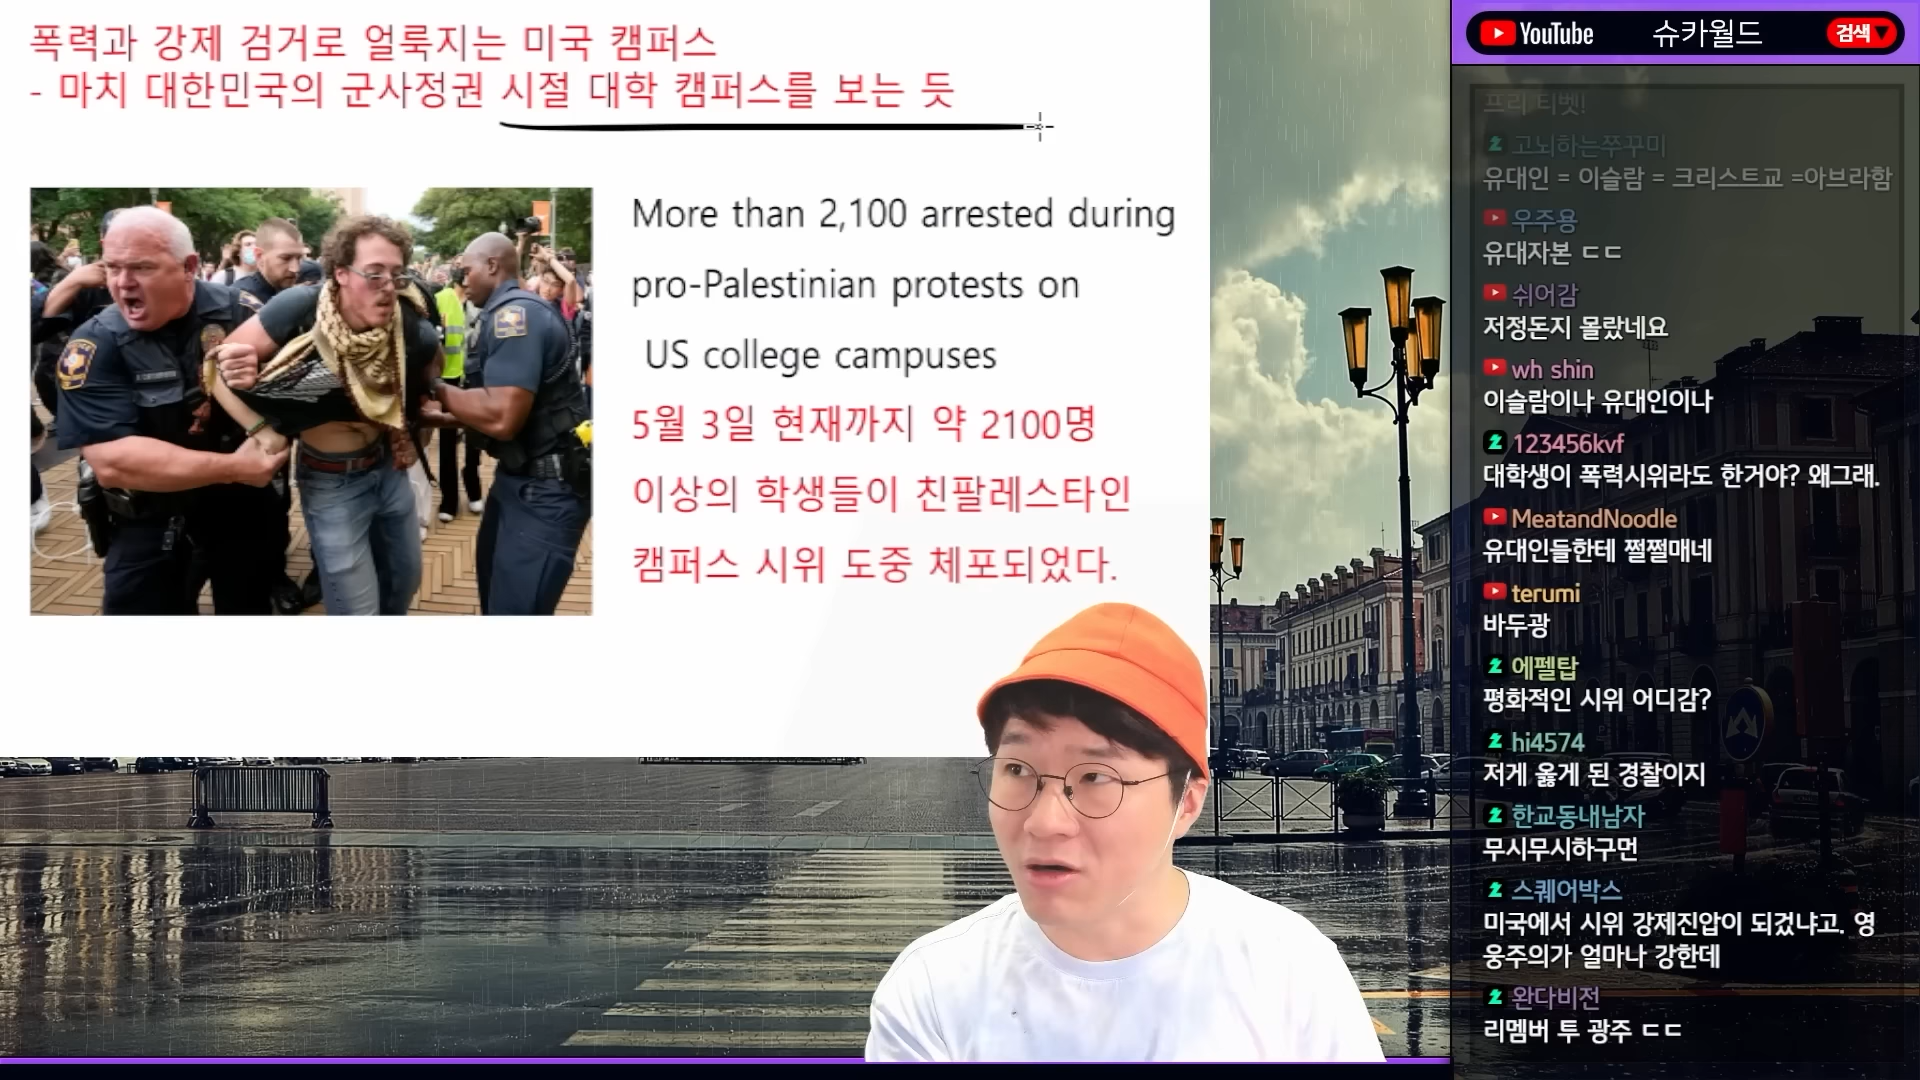 폭력과 강제 검거로 얼룩지는 미국 캠퍼스
- 마치 대한민국의 군사정권 시절 대학 캠퍼스를 보는 듯
More than 2,100 arrested during
pro-Palestinian protests on
US college campuses
5월 3일 현재까지 약 2100명
이상의 학생들이 친팔레스타인
캠퍼스 시위 도중 체포되었다.
YouTube 슈카월드 검색
프리 티벳!
고뇌하는쭈꾸미
유대인 = 이슬람 = 크리스트교 =아브라함
우주용
유대자본 ㄷㄷ
쉬어감
저정돈지 몰랐네요
wh shin
이슬람이나 유대인이나
123456kvf
대학생이 폭력시위라도 한거야? 왜그래.
MeatandNoodle
유대인들한테 쩔쩔매네
terumi
바두광
에펠탑
평화적인 시위 어디감?
hi4574
저게 옳게 된 경찰이지
한교동내남자
무시무시하구먼
스퀘어박스
미국에서 시위 강제진압이 되겄냐고. 영
웅주의가 얼마나 강한데
완다비전
리멤버 투 광주 ㄷㄷ